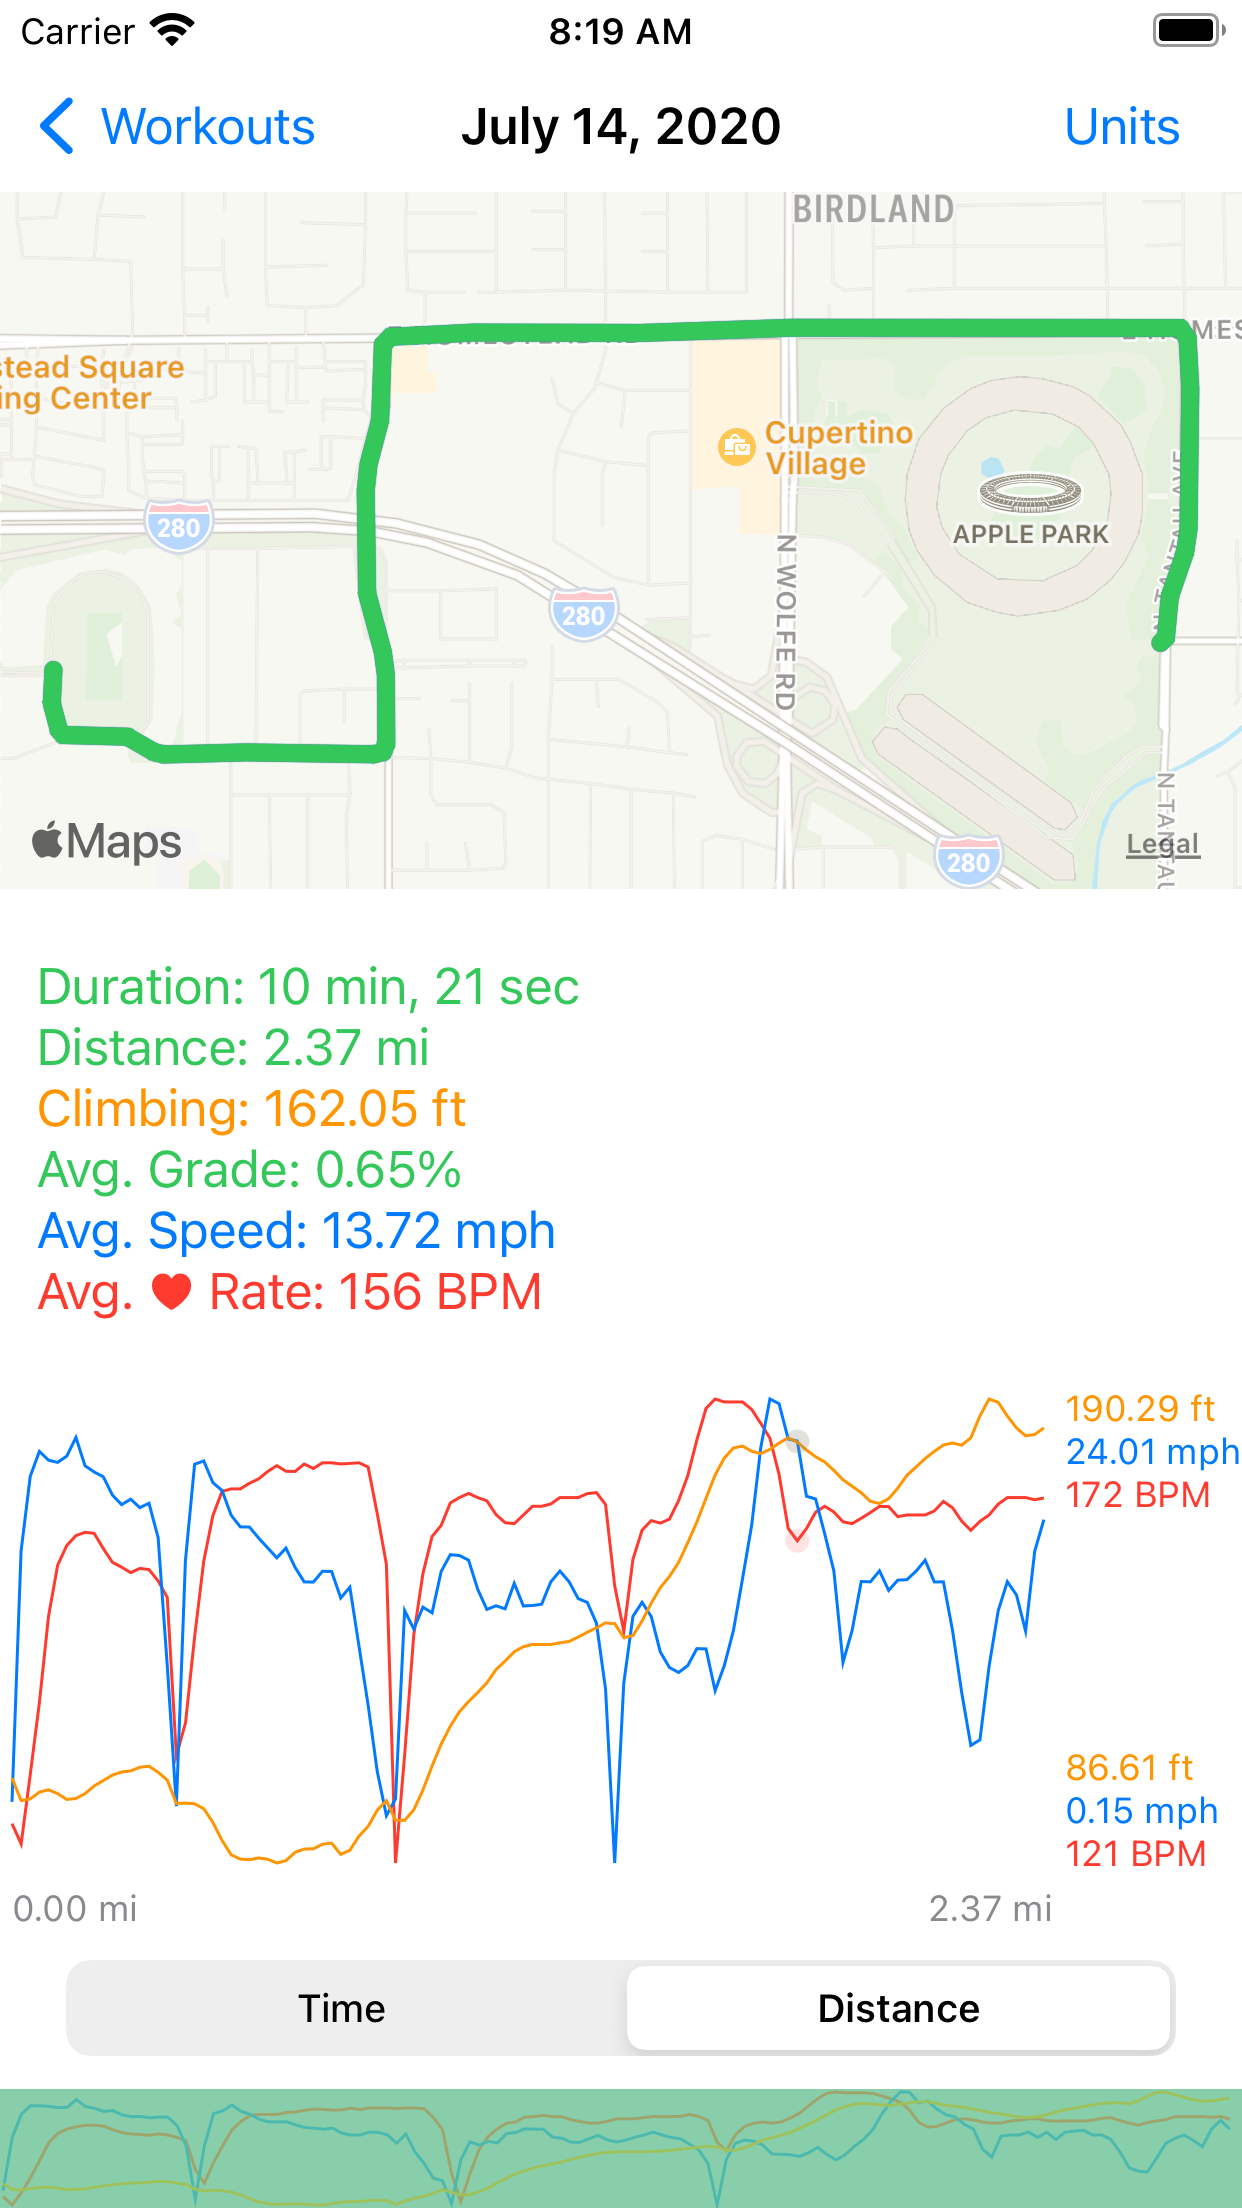 Carrier
8:19 AM
Workouts
July 14, 2020
Units
BIRDLAND
stead Square
ing Center
Cupertino
Village
280
280
280
APPLE PARK
N WOLFE RD
Maps
Legal
Duration: 10 min, 21 sec
Distance: 2.37 mi
Climbing: 162.05 ft
Avg. Grade: 0.65%
Avg. Speed: 13.72 mph
Avg. ♥ Rate: 156 BPM
190.29 ft
24.01 mph
172 BPM
86.61 ft
0.15 mph
121 BPM
0.00 mi
2.37 mi
Time
Distance